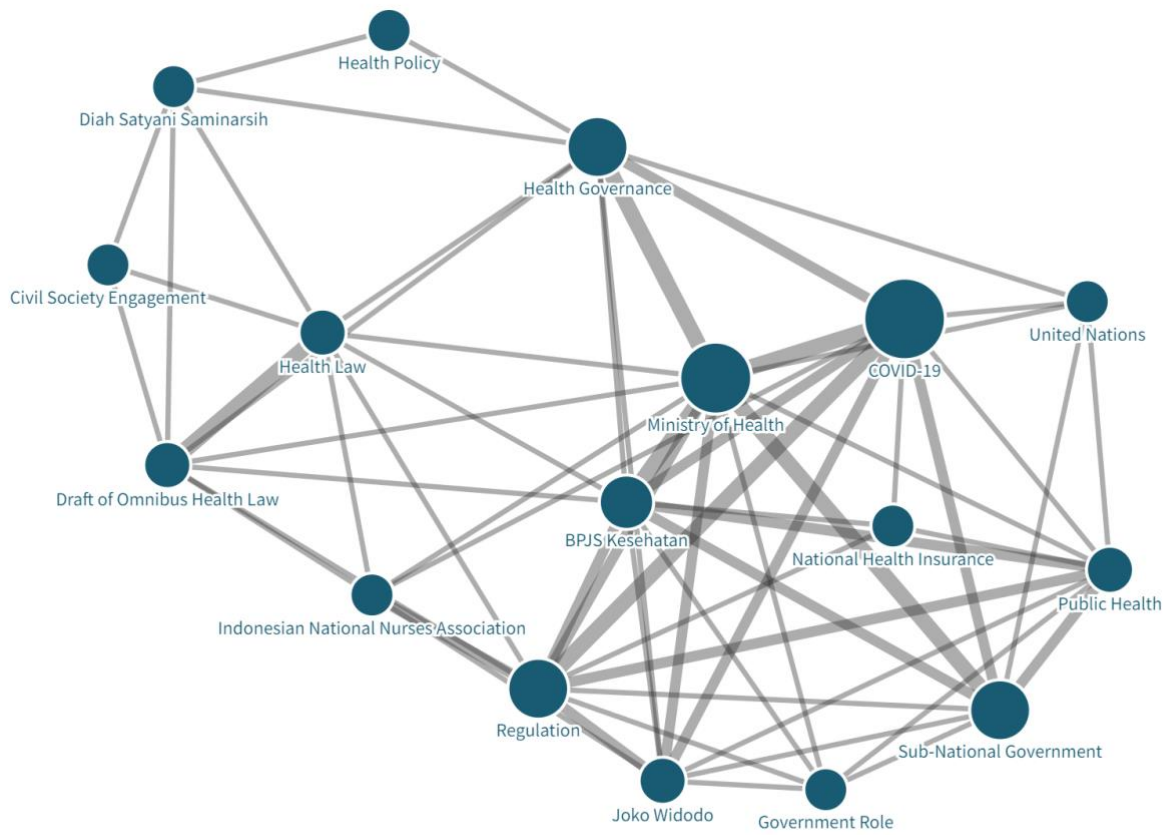 Health Policy
Diah Satyani Saminarsih
Health Governance
Civil Society Engagement
United Nations
Health Law
COVID-19
Ministry of Health
Draft of Omnibus Health Law
BPJS Kesehatan
National Health Insurance
Public Health
Indonesian National Nurses Association
Regulation
Sub-National Government
Joko Widodo
Government Role